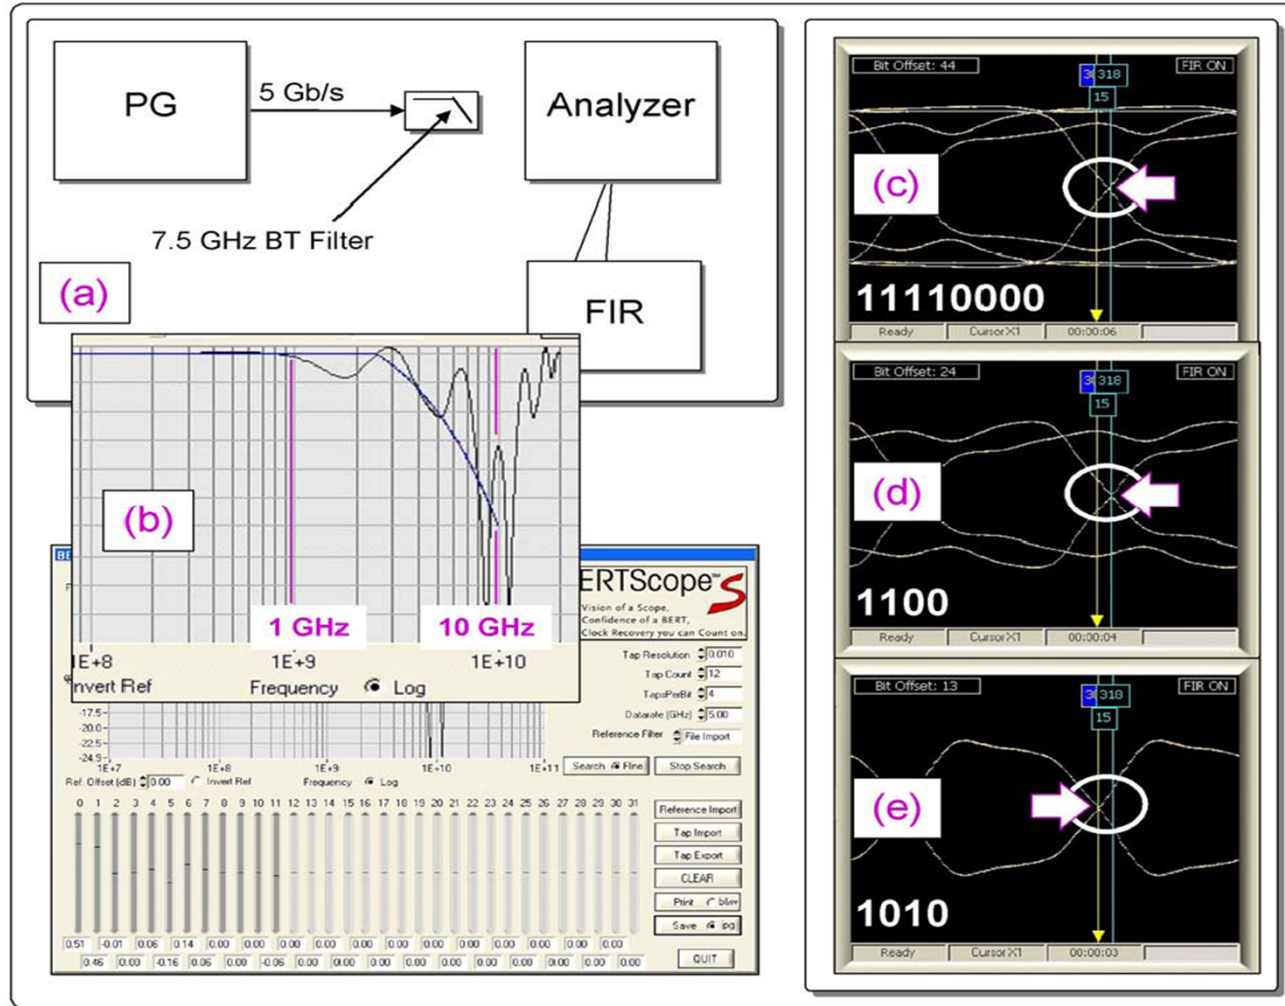 PG
5 Gb/s
Analyzer
7.5 GHz BT Filter
(a)
FIR
(b)
1 GHz
10 GHz
1E+9
1E+10
nvert Ref
Frequency
Log
ERTScope™S
Vision of a Scope,
Confidence of a BERT,
Clock Recovery you can Count on.
Tap Resolution 0.010
Tap Count 12
TapsPerBit 4
Datarate (GHz) 5.00
Reference Filter File Import
Search Fine Stop Search
-17.5
-20.0
-22.5
-24.9
1E+7 1E+8 1E+9 1E+10 1E+11
Ref. Offset (dB) 0.00 Invert Ref Frequency Log
0 1 2 3 4 5 6 7 8 9 10 11 12 13 14 15 16 17 18 19 20 21 22 23 24 25 26 27 28 29 30 31
Reference Import
Tap Import
Tap Export
CLEAR
Print b&w
Save jpg
QUIT
0.51 -0.01 0.06 0.14 0.00 0.00 0.00 0.00 0.00 0.00 0.00 0.00 0.00 0.00 0.00 0.00
0.46 0.00 -0.16 0.06 0.00 -0.06 0.00 0.00 0.00 0.00 0.00 0.00 0.00 0.00 0.00 0.00
Bit Offset: 44
318
FIR ON
15
(c)
11110000
Ready Cursor X1 00:00:06
Bit Offset: 24
318
FIR ON
15
(d)
1100
Ready Cursor X1 00:00:04
Bit Offset: 13
318
FIR ON
15
(e)
1010
Ready Cursor X1 00:00:03